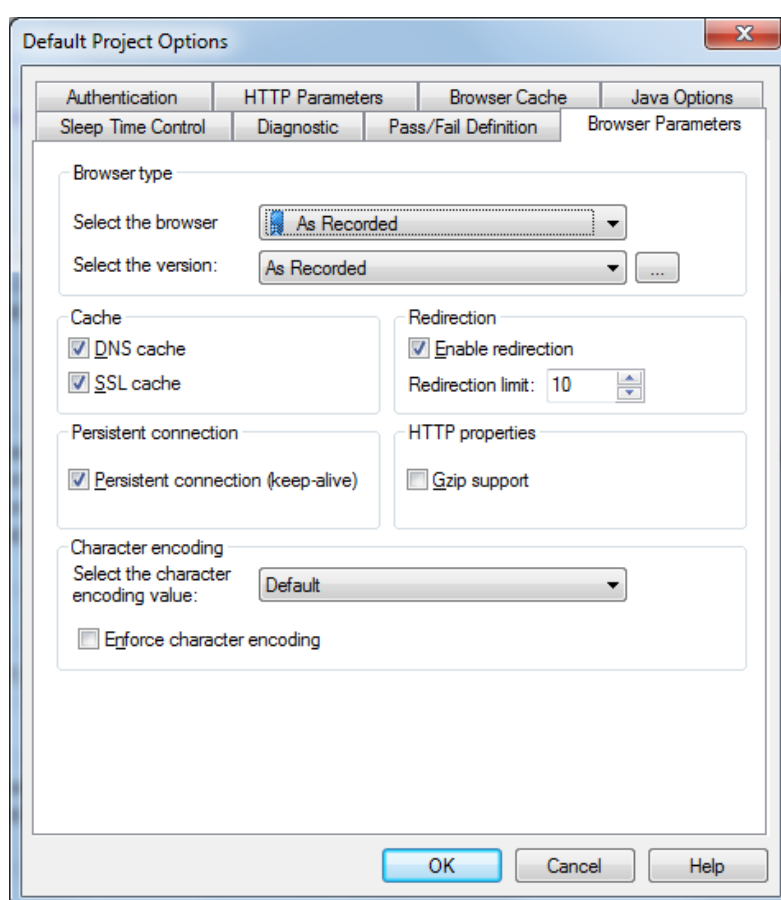 Default Project Options
Authentication HTTP Parameters Browser Cache Java Options
Sleep Time Control Diagnostic Pass/Fail Definition Browser Parameters
Browser type
Select the browser As Recorded
Select the version: As Recorded ...
Cache Redirection
DNS cache Enable redirection
SSL cache Redirection limit: 10
Persistent connection HTTP properties
Persistent connection (keep-alive) Gzip support
Character encoding
Select the character
encoding value: Default
Enforce character encoding
OK Cancel Help